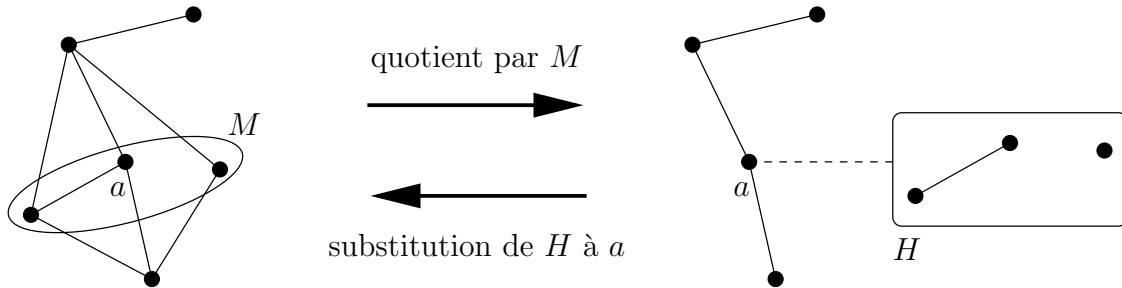 quotient par M
M
a
a
substitution de H à a
H